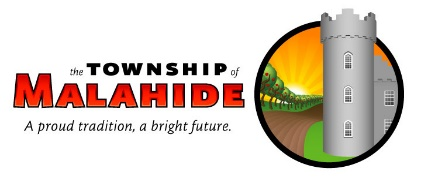 the TOWNSHIP of
MALAHIDE
A proud tradition, a bright future.